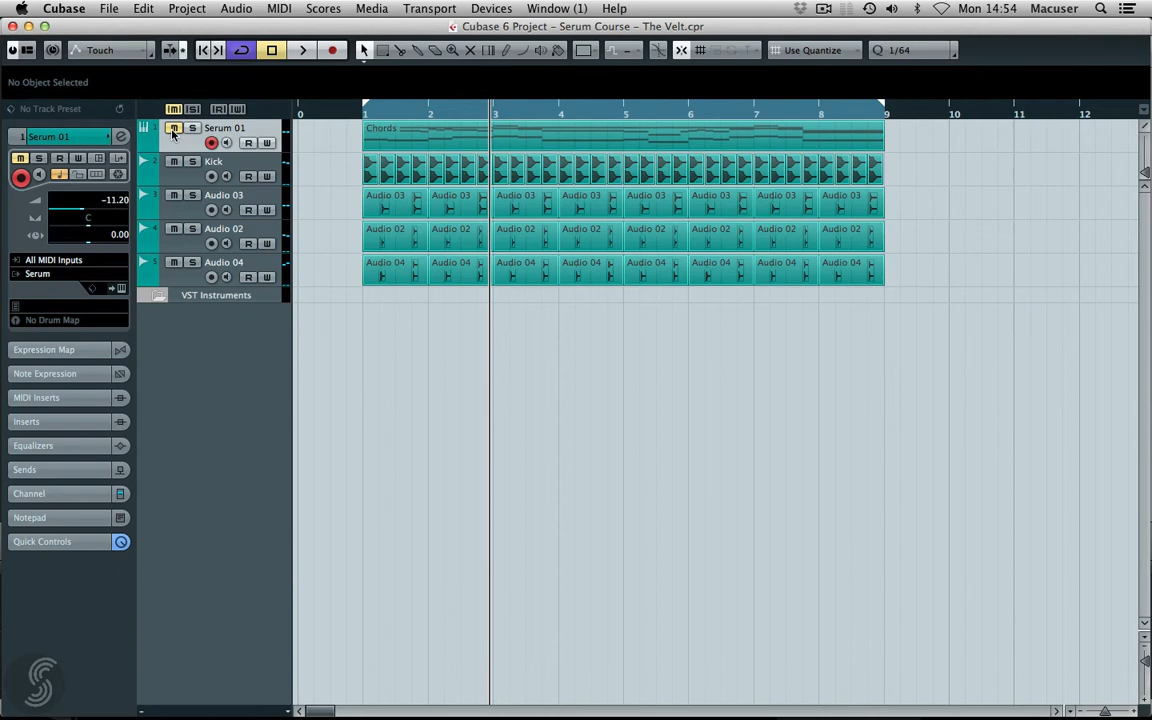 Cubase File Edit Project Audio MIDI Scores Media Transport Devices Window (1) Help Mon 14:54 Macuser
Cubase 6 Project – Serum Course – The Velt.cpr
Touch Use Quantize 1/64
No Object Selected
No Track Preset
[M] [S] [R] [W]
0 1 2 3 4 5 6 7 8 9 10 11 12
1 Serum 01
m S R W
-11.20
C
0.00
All MIDI Inputs
Serum
No Drum Map
Expression Map
Note Expression
MIDI Inserts
Inserts
Equalizers
Sends
Channel
Notepad
Quick Controls
1 m S Serum 01
R W
2 m S Kick
R W
3 m S Audio 03
R W
4 m S Audio 02
R W
5 m S Audio 04
R W
VST Instruments
Chords
Audio 03 Audio 03 Audio 03 Audio 03 Audio 03 Audio 03 Audio 03 Audio 03
Audio 02 Audio 02 Audio 02 Audio 02 Audio 02 Audio 02 Audio 02 Audio 02
Audio 04 Audio 04 Audio 04 Audio 04 Audio 04 Audio 04 Audio 04 Audio 04